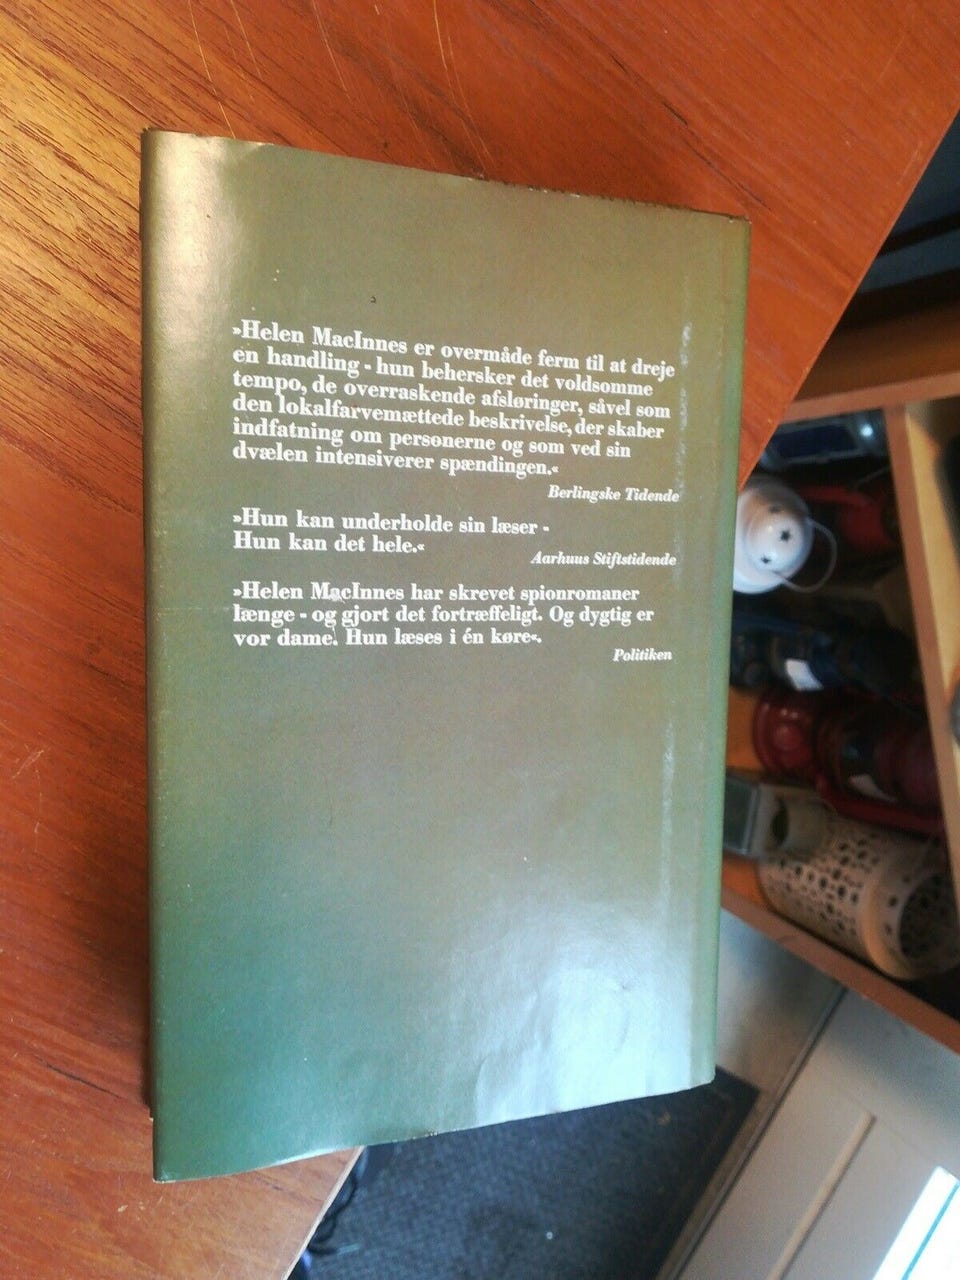 »Helen MacInnes er overmåde ferm til at dreje
en handling - hun behersker det voldsomme
tempo, de overraskende afsløringer, såvel som
den lokalfarvemættede beskrivelse, der skaber
indfatning om personerne og som ved sin
dvælen intensiverer spændingen.«
Berlingske Tidende
»Hun kan underholde sin læser -
Hun kan det hele.«
Aarhuus Stiftstidende
»Helen MacInnes har skrevet spionromaner
længe - og gjort det fortræffeligt. Og dygtig er
vor dame. Hun læses i én køre«.
Politiken